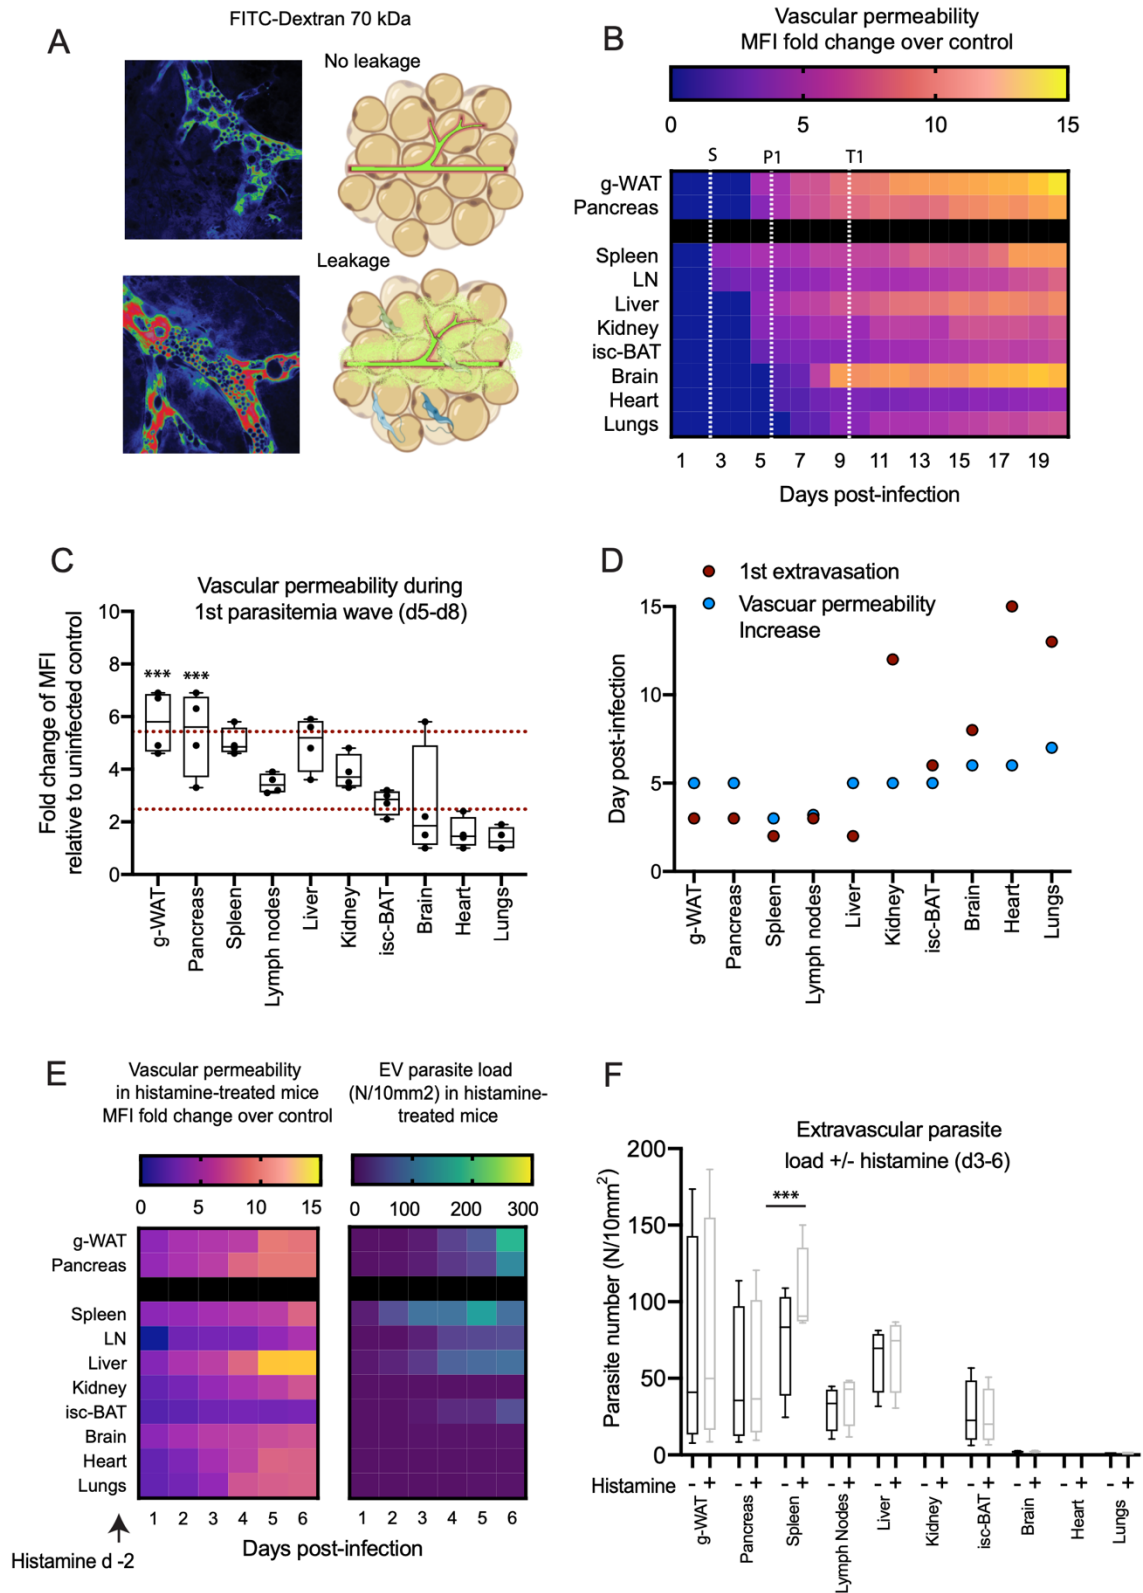 A
FITC-Dextran 70 kDa
No leakage
Leakage
B
Vascular permeability
MFI fold change over control
0 5 10 15
S P1 T1
g-WAT
Pancreas
Spleen
LN
Liver
Kidney
isc-BAT
Brain
Heart
Lungs
1 3 5 7 9 11 13 15 17 19
Days post-infection
C
Vascular permeability during
1st parasitemia wave (d5-d8)
Fold change of MFI
relative to uninfected control
10
8
6
4
2
0
*** ***
g-WAT
Pancreas
Spleen
Lymph nodes
Liver
Kidney
isc-BAT
Brain
Heart
Lungs
D
1st extravasation
Vascuar permeability
Increase
Day post-infection
15
10
5
0
g-WAT
Pancreas
Spleen
Lymph nodes
Liver
Kidney
isc-BAT
Brain
Heart
Lungs
E
Vascular permeability
in histamine-treated mice
MFI fold change over control
0 5 10 15
EV parasite load
(N/10mm2) in histamine-
treated mice
0 100 200 300
g-WAT
Pancreas
Spleen
LN
Liver
Kidney
isc-BAT
Brain
Heart
Lungs
1 2 3 4 5 6
1 2 3 4 5 6
Histamine d -2
Days post-infection
F
Extravascular parasite
load +/- histamine (d3-6)
Parasite number (N/10mm²)
200
150
100
50
0
***
Histamine - + - + - + - + - + - + - + - + - + - +
g-WAT
Pancreas
Spleen
Lymph Nodes
Liver
Kidney
isc-BAT
Brain
Heart
Lungs